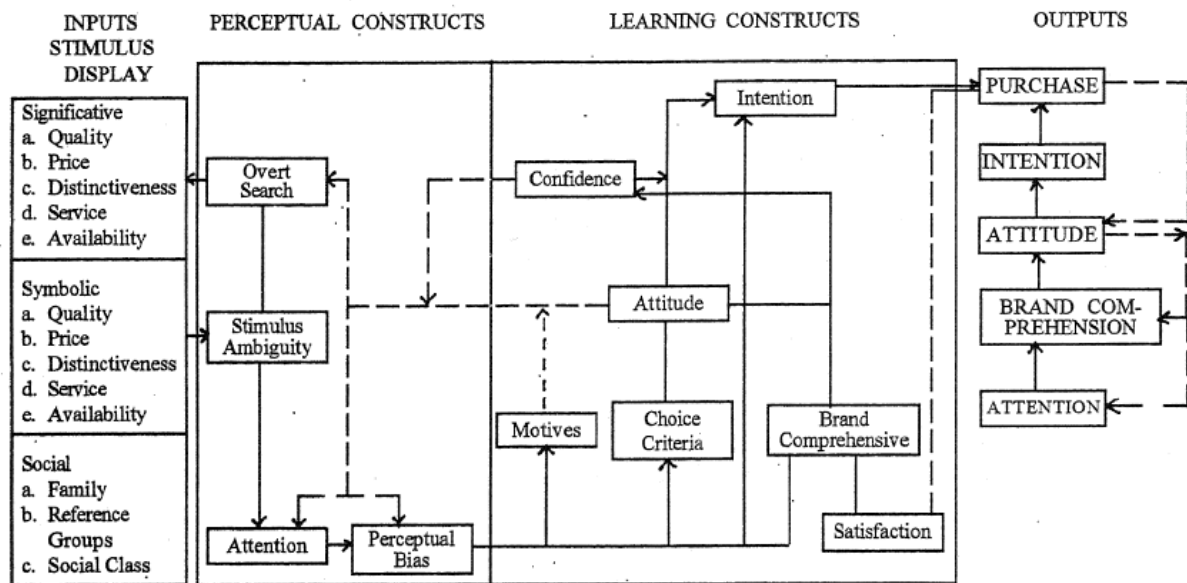 INPUTS
STIMULUS
DISPLAY
PERCEPTUAL CONSTRUCTS
LEARNING CONSTRUCTS
OUTPUTS
Significative
a. Quality
b. Price
c. Distinctiveness
d. Service
e. Availability
Symbolic
a. Quality
b. Price
c. Distinctiveness
d. Service
e. Availability
Social
a. Family
b. Reference
Groups
c. Social Class
Overt
Search
Stimulus
Ambiguity
Attention
Perceptual
Bias
Intention
Confidence
Attitude
Motives
Choice
Criteria
Brand
Comprehensive
Satisfaction
PURCHASE
INTENTION
ATTITUDE
BRAND COM-
PREHENSION
ATTENTION